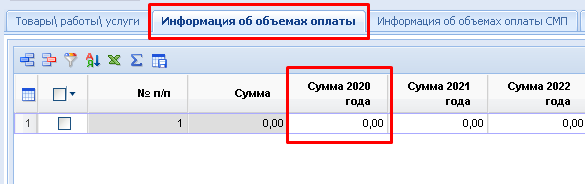 Товары\ работы\ услуги Информация об объемах оплаты Информация об объемах оплаты СМП
№ п/п Сумма Сумма 2020 года Сумма 2021 года Сумма 2022 года
1 1 0,00 0,00 0,00 0,00